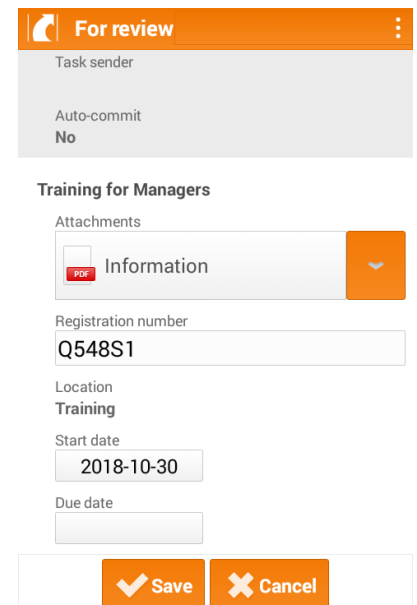 For review
Task sender
Auto-commit
No
Training for Managers
Attachments
PDF
Information
Registration number
Q548S1
Location
Training
Start date
2018-10-30
Due date
Save
Cancel